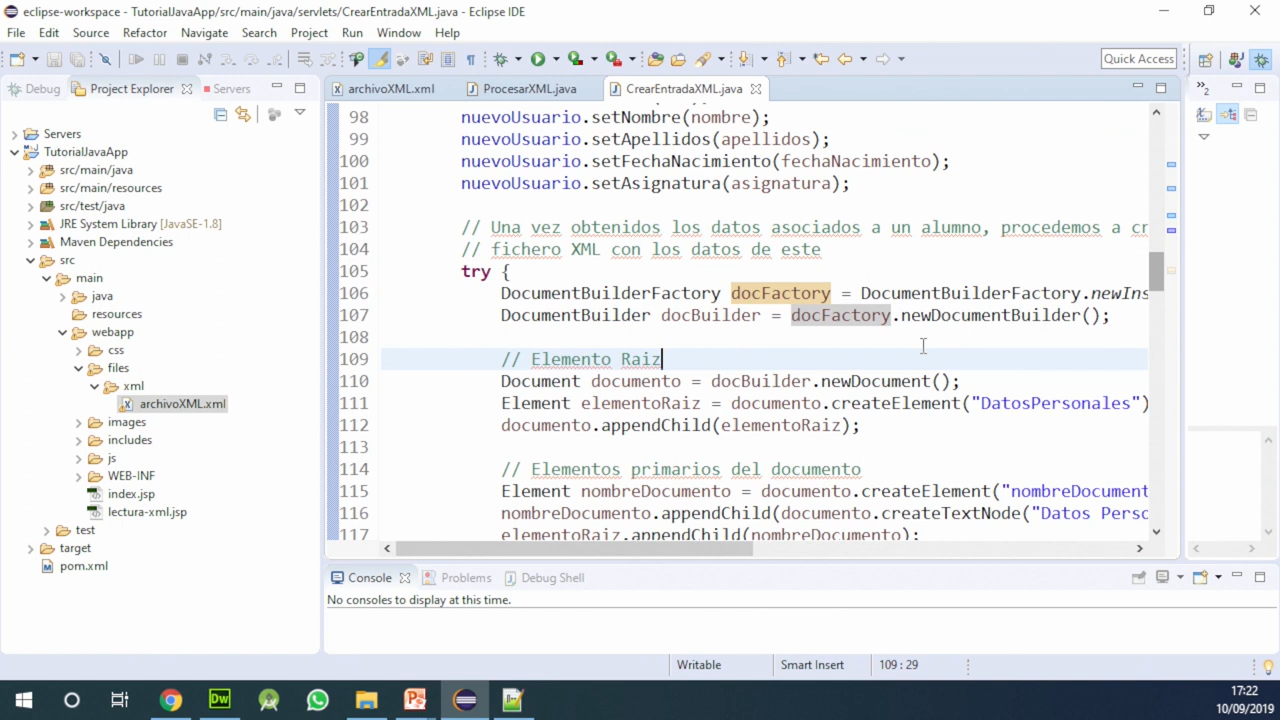 eclipse-workspace - TutorialJavaApp/src/main/java/servlets/CrearEntradaXML.java - Eclipse IDE
File Edit Source Refactor Navigate Search Project Run Window Help
Quick Access
Debug Project Explorer Servers
archivoXML.xml ProcesarXML.java CrearEntradaXML.java
2
Servers
TutorialJavaApp
src/main/java
src/main/resources
src/test/java
JRE System Library [JavaSE-1.8]
Maven Dependencies
src
main
java
resources
webapp
css
files
xml
archivoXML.xml
images
includes
js
WEB-INF
index.jsp
lectura-xml.jsp
test
target
pom.xml
98 nuevoUsuario.setNombre(nombre);
99 nuevoUsuario.setApellidos(apellidos);
100 nuevoUsuario.setFechaNacimiento(fechaNacimiento);
101 nuevoUsuario.setAsignatura(asignatura);
102
103 // Una vez obtenidos los datos asociados a un alumno, procedemos a cr
104 // fichero XML con los datos de este
105 try {
106 DocumentBuilderFactory docFactory = DocumentBuilderFactory.newIns
107 DocumentBuilder docBuilder = docFactory.newDocumentBuilder();
108
109 // Elemento Raiz
110 Document documento = docBuilder.newDocument();
111 Element elementoRaiz = documento.createElement("DatosPersonales")
112 documento.appendChild(elementoRaiz);
113
114 // Elementos primarios del documento
115 Element nombreDocumento = documento.createElement("nombreDocument
116 nombreDocumento.appendChild(documento.createTextNode("Datos Perso
117 elementoRaiz.appendChild(nombreDocumento);
Console Problems Debug Shell
No consoles to display at this time.
Writable Smart Insert 109 : 29
Dw
17:22
10/09/2019